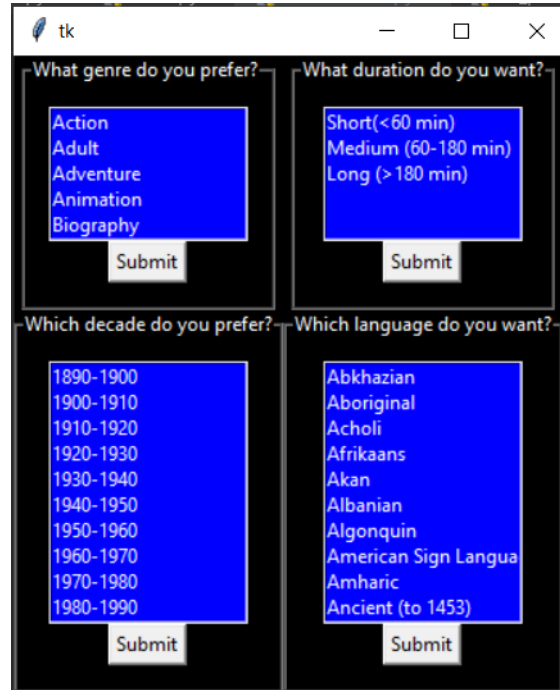 tk
What genre do you prefer?
Action
Adult
Adventure
Animation
Biography
Submit
What duration do you want?
Short(<60 min)
Medium (60-180 min)
Long (>180 min)
Submit
Which decade do you prefer?
1890-1900
1900-1910
1910-1920
1920-1930
1930-1940
1940-1950
1950-1960
1960-1970
1970-1980
1980-1990
Submit
Which language do you want?
Abkhazian
Aboriginal
Acholi
Afrikaans
Akan
Albanian
Algonquin
American Sign Langua
Amharic
Ancient (to 1453)
Submit